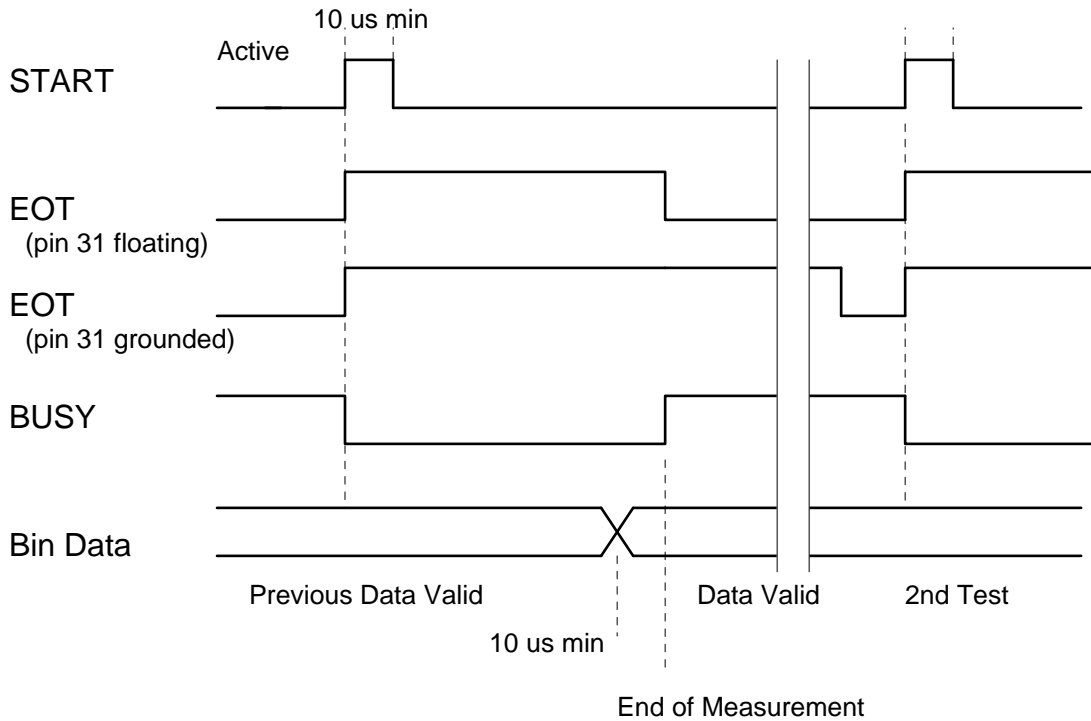 10 us min
Active
START
EOT
(pin 31 floating)
EOT
(pin 31 grounded)
BUSY
Bin Data
Previous Data Valid
Data Valid
2nd Test
10 us min
End of Measurement